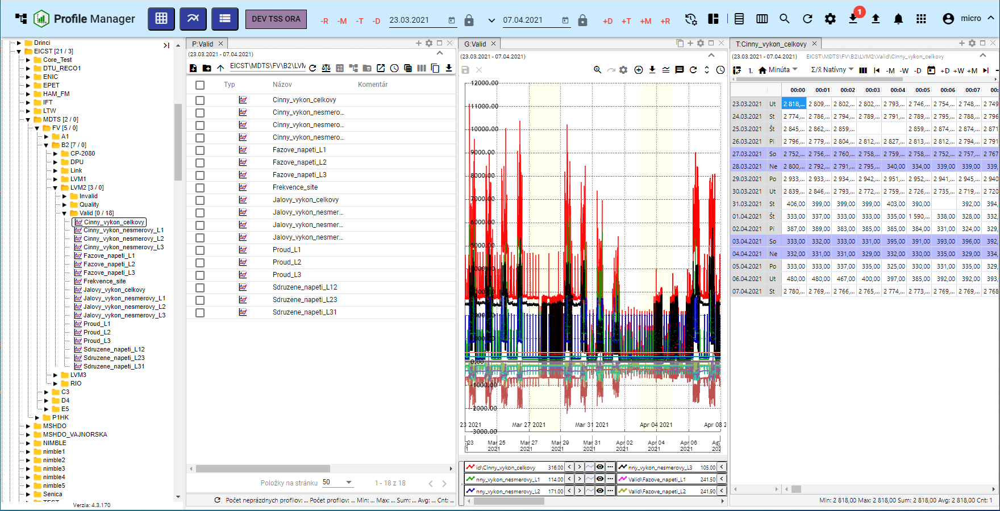 Profile Manager
DEV TSS ORA
-R -M -T -D 23.03.2021 07.04.2021 +D +T +M +R
1
micro
Drinci
EICST [21 / 3]
Core_Test
DTU_RECO1
ENIC
EPET
HAM_FM
IFT
LTW
MDTS [2 / 0]
FV [5 / 0]
A1
B2 [7 / 0]
CP-2080
DPU
Link
LVM1
LVM2 [3 / 0]
Invalid
Quality
Valid [0 / 18]
Cinny_vykon_celkovy
Cinny_vykon_nesmerovy_L1
Cinny_vykon_nesmerovy_L2
Cinny_vykon_nesmerovy_L3
Fazove_napeti_L1
Fazove_napeti_L2
Fazove_napeti_L3
Frekvence_site
Jalovy_vykon_celkovy
Jalovy_vykon_nesmerovy_L1
Jalovy_vykon_nesmerovy_L2
Jalovy_vykon_nesmerovy_L3
Proud_L1
Proud_L2
Proud_L3
Sdruzene_napeti_L12
Sdruzene_napeti_L23
Sdruzene_napeti_L31
LVM3
RIO
C3
D4
E5
P1HK
MSHDO
MSHDO_VAJNORSKA
NIMBLE
nimble1
nimble2
nimble3
nimble4
nimble5
Senica
Verzia: 4.3.170
P:Valid
(23.03.2021 - 07.04.2021)
EICST\MDTS\FV\B2\LVM
Typ Názov Komentár
Cinny_vykon_celkovy
Cinny_vykon_nesmero...
Cinny_vykon_nesmero...
Cinny_vykon_nesmero...
Fazove_napeti_L1
Fazove_napeti_L2
Fazove_napeti_L3
Frekvence_site
Jalovy_vykon_celkovy
Jalovy_vykon_nesmer...
Jalovy_vykon_nesmer...
Jalovy_vykon_nesmer...
Proud_L1
Proud_L2
Proud_L3
Sdruzene_napeti_L12
Sdruzene_napeti_L23
Sdruzene_napeti_L31
Položky na stránku 50 1 - 18 z 18
Počet neprázdnych profilov: ... Počet profilov: ... Min: ... Max: ... Sum: ... Avg: ... Cnt: ...
G:Valid
(23.03.2021 - 07.04.2021)
12000.00
11000.00
10000.00
9000.00
8000.00
7000.00
6000.00
5000.00
0.00
-1000.00
-2000.00
-3000.00
23 2021 Mar 27 2021 Mar 31 2021 Apr 04 2021 Apr 08 2
23 Mar 25 Mar 27 Mar 29 Mar 31 Apr 02 Apr 04 Apr 06
1 2021 2021 2021 2021 2021 2021 2021 202
id\Cinny_vykon_celkovy 316,00 nny_vykon_nesmerovy_L3 105,00
nny_vykon_nesmerovy_L1 114,00 Valid\Fazove_napeti_L1 241,50
nny_vykon_nesmerovy_L2 171,00 Valid\Fazove_napeti_L2 241,90
T:Cinny_vykon_celkovy
(23.03.2021 - 07.04.2021) EICST\MDTS\FV\B2\LVM2\Valid\Cinny_vykon_celkovy
1. Minúta Σ/x̄ Natívny -M -W -D +D +W +M
00:00 00:01 00:02 00:03 00:04 00:05 00:06 00:07 00:
23.03.2021 Ut 2 818,... 2 809,... 2 802,... 2 802,... 2 793,... 2 746,... 2 754,... 2 748,... 2 749
24.03.2021 St 2 774,... 2 786,... 2 794,... 2 789,... 2 791,... 2 789,... 2 795,... 2 788,... 2 796
25.03.2021 Št 2 845,... 2 862,... 2 859,... 2 859,... 2 874,... 2 874,... 2 871
26.03.2021 Pi 2 796,... 2 779,... 2 804,... 2 812,... 2 827,... 2 813,... 2 812,... 2 794,... 2 791
27.03.2021 So 2 752,... 2 756,... 2 760,... 2 758,... 2 759,... 2 758,... 2 752,... 2 757,... 2 767
28.03.2021 Ne 2 800,... 2 792,... 2 791,... 2 795,... 340,00 334,00 339,00 339,00 339,
29.03.2021 Po 2 933,... 2 933,... 2 934,... 2 942,... 2 951,... 2 952,... 2 941,... 2 945,... 2 940
30.03.2021 Ut 2 839,... 2 846,... 2 793,... 2 772,... 2 759,... 2 726,... 2 735,... 2 719,... 2 720
31.03.2021 St 406,00 399,00 399,00 399,00 403,00 390,00 392,00 394,
01.04.2021 Št 333,00 337,00 333,00 333,00 335,00 1 590,... 338,00 328,00 332,
02.04.2021 Pi 387,00 389,00 383,00 385,00 385,00 384,00 331,00 324,00 329,
03.04.2021 So 333,00 332,00 333,00 331,00 395,00 391,00 393,00 396,00 392,
04.04.2021 Ne 332,00 331,00 331,00 329,00 332,00 330,00 335,00 329,00 334,
05.04.2021 Po 333,00 333,00 337,00 335,00 325,00 330,00 331,00 335,00 329,
06.04.2021 Ut 480,00 480,00 467,00 400,00 397,00 385,00 392,00 392,00 393,
07.04.2021 St 2 780,... 2 769,... 2 766,... 2 765,... 2 774,... 2 773,... 2 769,... 2 769,... 2 768
Min: 2 818,00 Max: 2 818,00 Sum: 2 818,00 Avg: 2 818,00 Cnt: 1